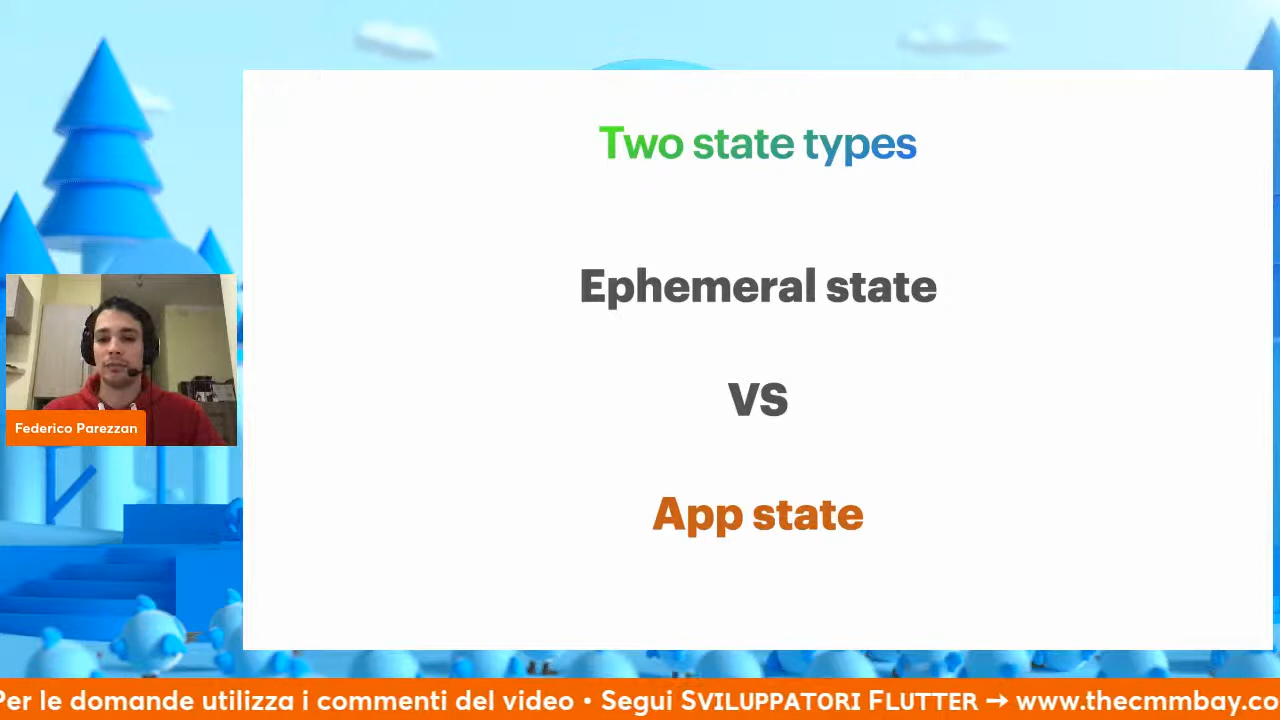 Two state types
Ephemeral state
VS
App state
Federico Parezzan
Per le domande utilizza i commenti del video • Segui SVILUPPATORI FLUTTER → www.thecmmbay.co